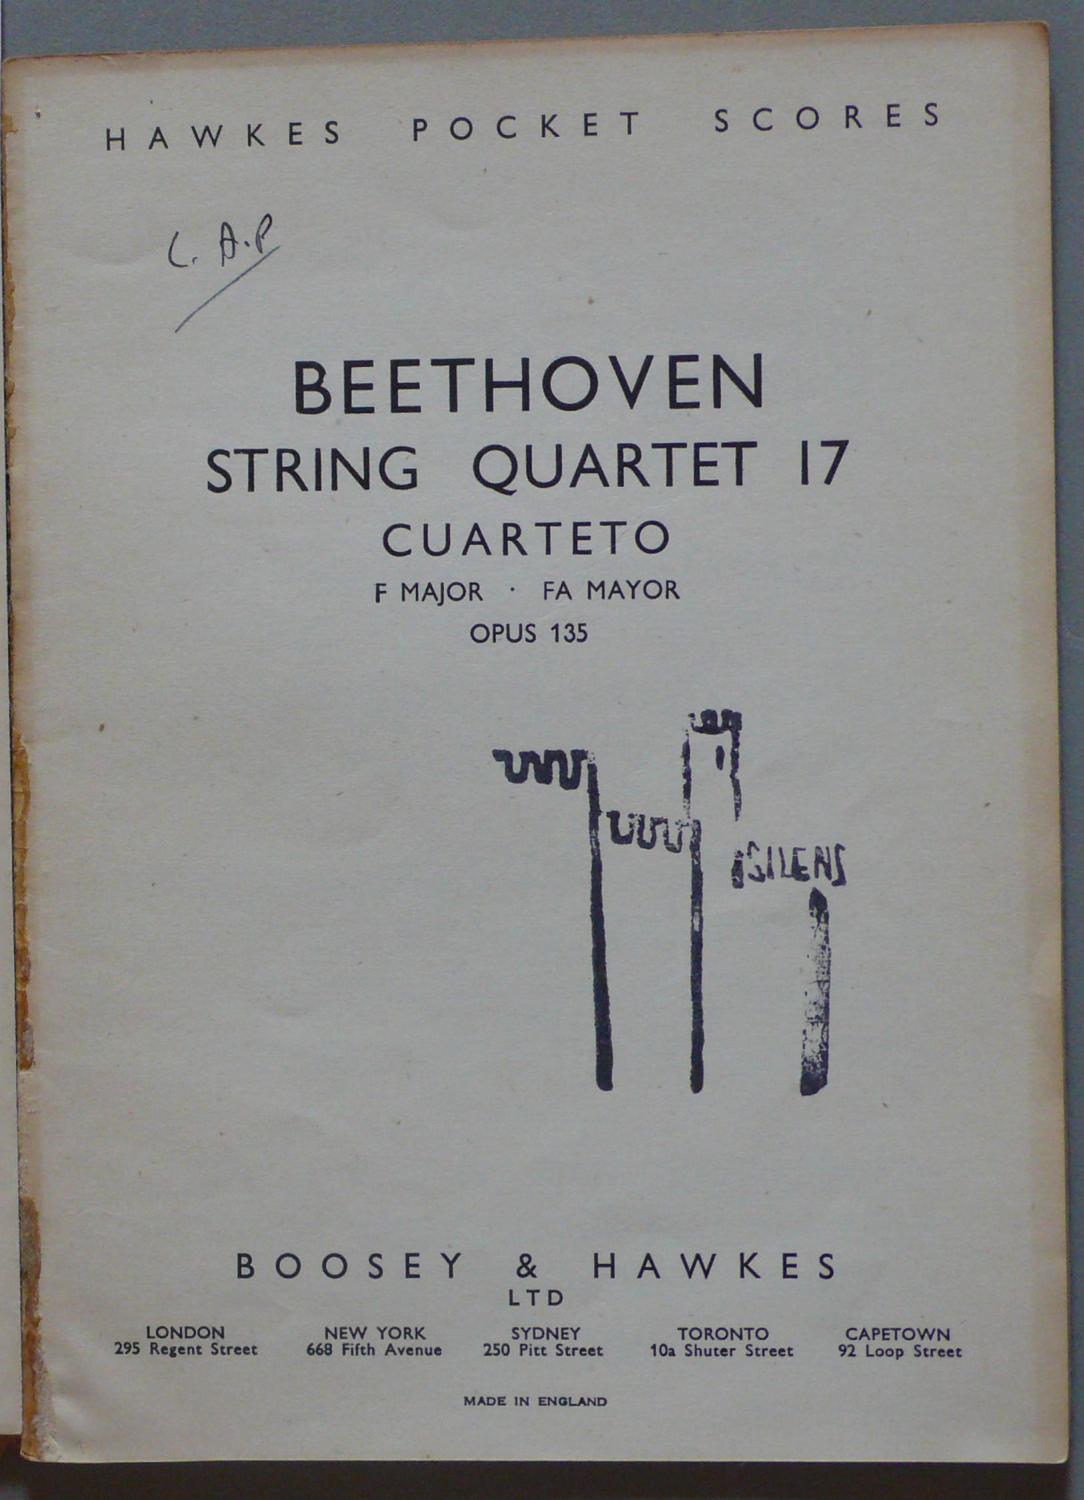 HAWKES POCKET SCORES
C. A.P
BEETHOVEN
STRING QUARTET 17
CUARTETO
F MAJOR · FA MAYOR
OPUS 135
SILENS
BOOSEY & HAWKES
LTD
LONDON NEW YORK SYDNEY TORONTO CAPETOWN
295 Regent Street 668 Fifth Avenue 250 Pitt Street 10a Shuter Street 92 Loop Street
MADE IN ENGLAND